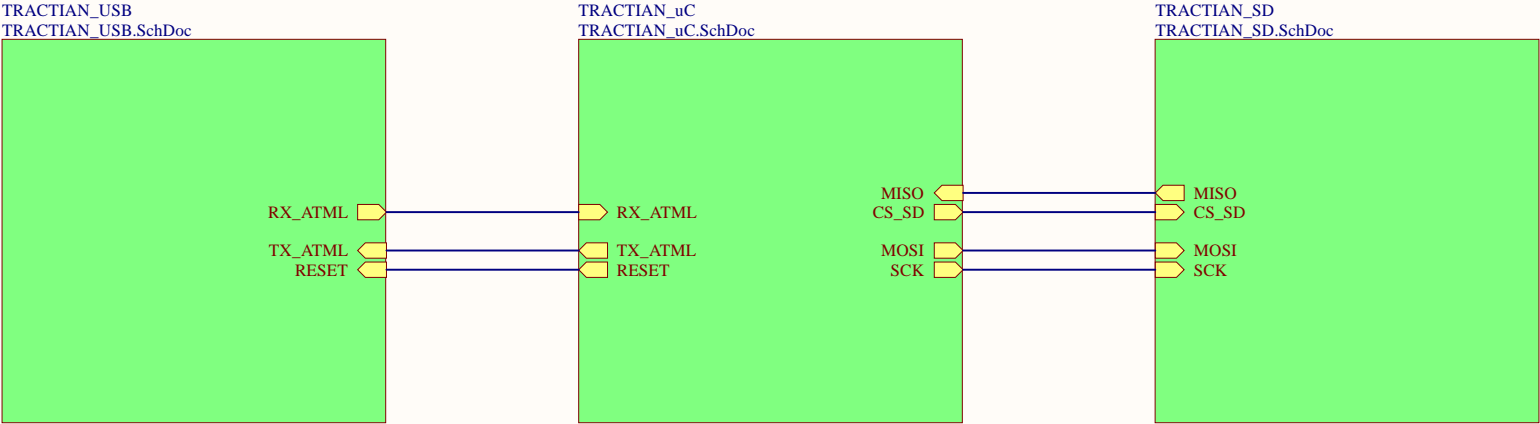 TRACTIAN_USB
TRACTIAN_USB.SchDoc
RX_ATML
TX_ATML
RESET
TRACTIAN_uC
TRACTIAN_uC.SchDoc
RX_ATML
TX_ATML
RESET
MISO
CS_SD
MOSI
SCK
TRACTIAN_SD
TRACTIAN_SD.SchDoc
MISO
CS_SD
MOSI
SCK